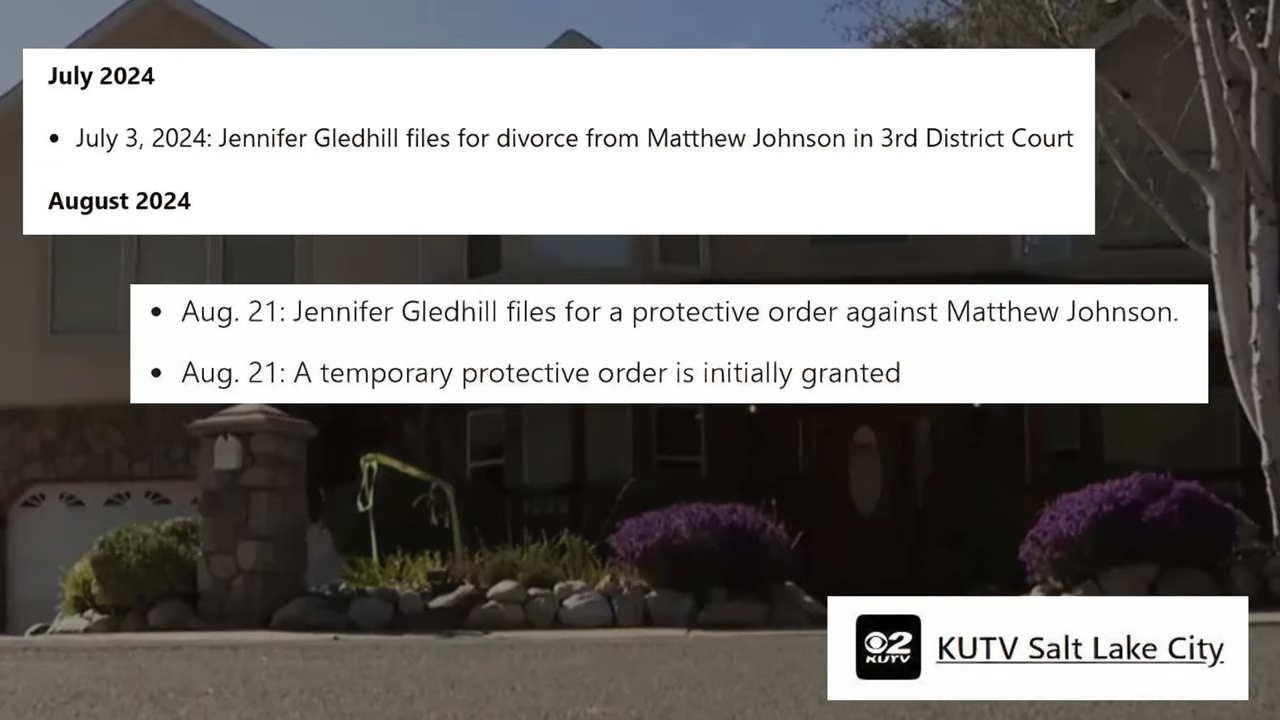 July 2024
• July 3, 2024: Jennifer Gledhill files for divorce from Matthew Johnson in 3rd District Court
August 2024
• Aug. 21: Jennifer Gledhill files for a protective order against Matthew Johnson.
• Aug. 21: A temporary protective order is initially granted
2
KUTV
KUTV Salt Lake City